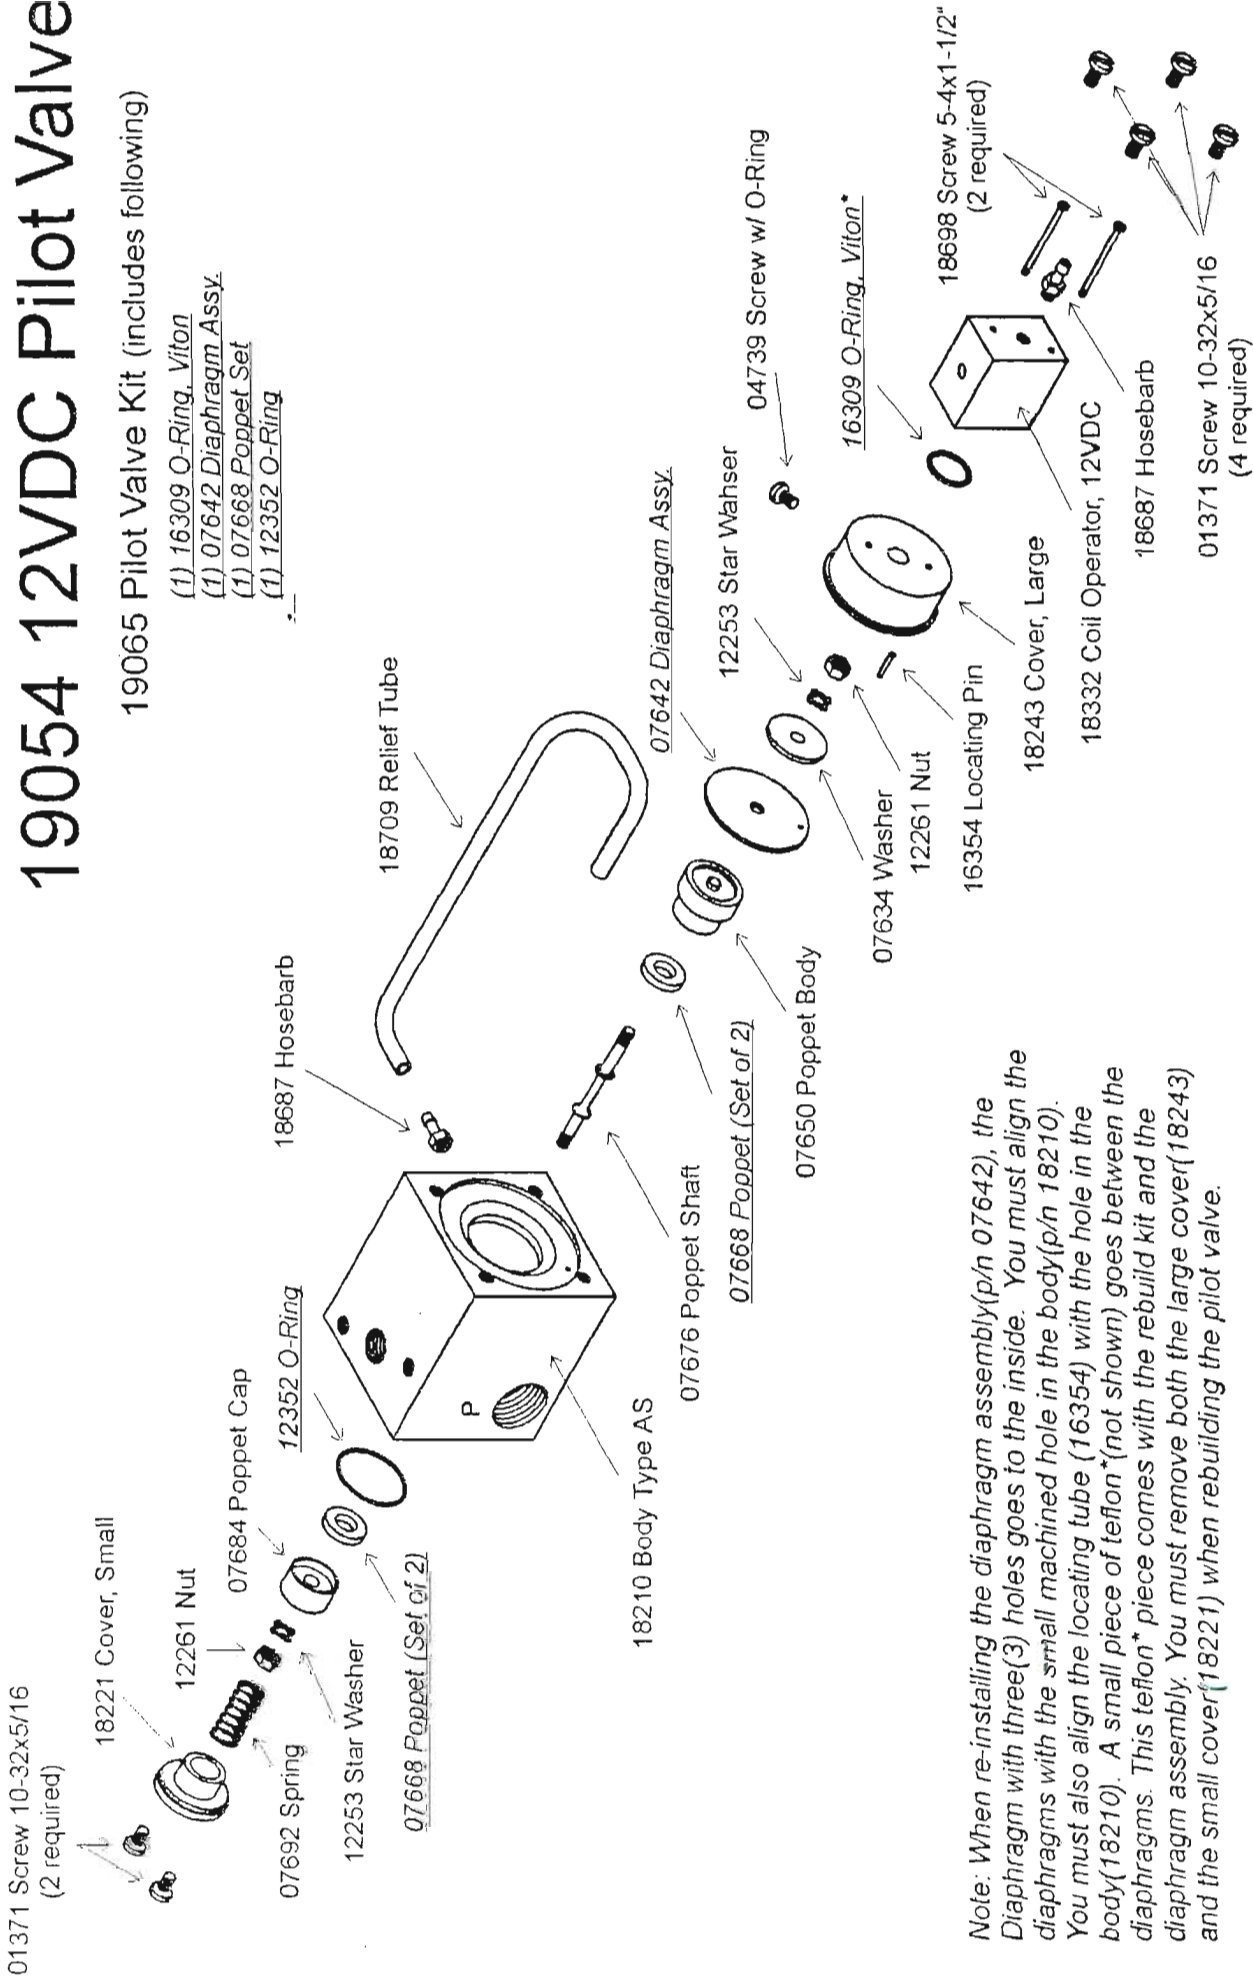 19054 12VDC Pilot Valve
19065 Pilot Valve Kit (includes following)
(1) 16309 O-Ring, Viton
(1) 07642 Diaphragm Assy.
(1) 07668 Poppet Set
(1) 12352 O-Ring
01371 Screw 10-32x5/16
(2 required)
18221 Cover, Small
12261 Nut
07684 Poppet Cap
12352 O-Ring
07692 Spring
12253 Star Washer
07668 Poppet (Set of 2)
18687 Hosebarb
18709 Relief Tube
P
18210 Body Type AS
07676 Poppet Shaft
07668 Poppet (Set of 2)
07650 Poppet Body
07642 Diaphragm Assy.
12253 Star Wahser
04739 Screw w/ O-Ring
16309 O-Ring, Viton*
18698 Screw 5-4x1-1/2"
(2 required)
07634 Washer
12261 Nut
16354 Locating Pin
18243 Cover, Large
18332 Coil Operator, 12VDC
18687 Hosebarb
01371 Screw 10-32x5/16
(4 required)
Note: When re-installing the diaphragm assembly(p/n 07642), the
Diaphragm with three(3) holes goes to the inside. You must align the
diaphragms with the small machined hole in the body(p/n 18210).
You must also align the locating tube (16354) with the hole in the
body(18210). A small piece of teflon*(not shown) goes between the
diaphragms. This teflon* piece comes with the rebuild kit and the
diaphragm assembly. You must remove both the large cover(18243)
and the small cover(18221) when rebuilding the pilot valve.